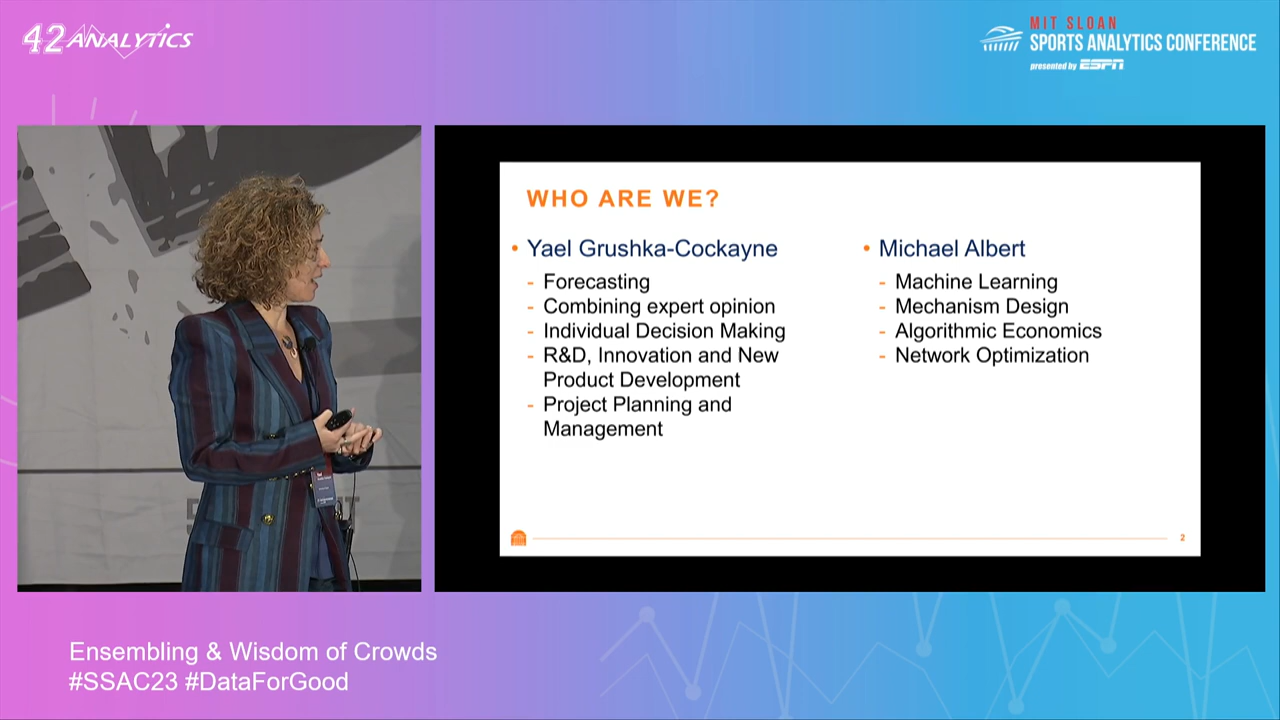 42 ANALYTICS
MIT SLOAN
SPORTS ANALYTICS CONFERENCE
presented by ESPN
WHO ARE WE?
• Yael Grushka-Cockayne
- Forecasting
- Combining expert opinion
- Individual Decision Making
- R&D, Innovation and New
Product Development
- Project Planning and
Management
• Michael Albert
- Machine Learning
- Mechanism Design
- Algorithmic Economics
- Network Optimization
2
Ensembling & Wisdom of Crowds
#SSAC23 #DataForGood